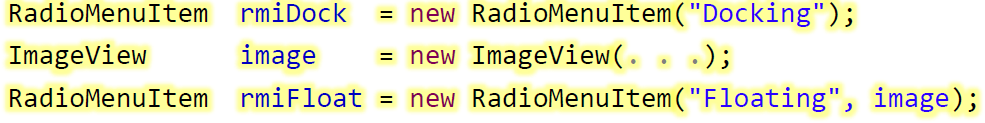 RadioMenuItem  rmiDock  = new RadioMenuItem("Docking");
ImageView      image    = new ImageView(. . .);
RadioMenuItem  rmiFloat = new RadioMenuItem("Floating", image);